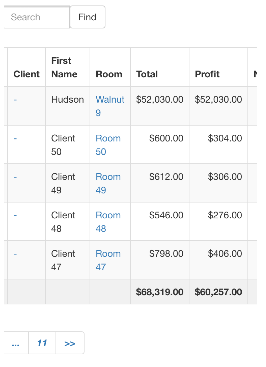 Search Find
First
Client Name Room Total Profit
- Hudson Walnut $52,030.00 $52,030.00
9
- Client Room $600.00 $304.00
50 50
- Client Room $612.00 $306.00
49 49
- Client Room $546.00 $276.00
48 48
- Client Room $798.00 $406.00
47 47
$68,319.00 $60,257.00
... 11 >>